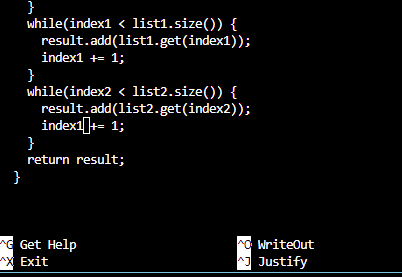 }
    while(index1 < list1.size()) {
      result.add(list1.get(index1));
      index1 += 1;
    }
    while(index2 < list2.size()) {
      result.add(list2.get(index2));
      index1 += 1;
    }
    return result;
  }
^G Get Help ^O WriteOut
^X Exit ^J Justify